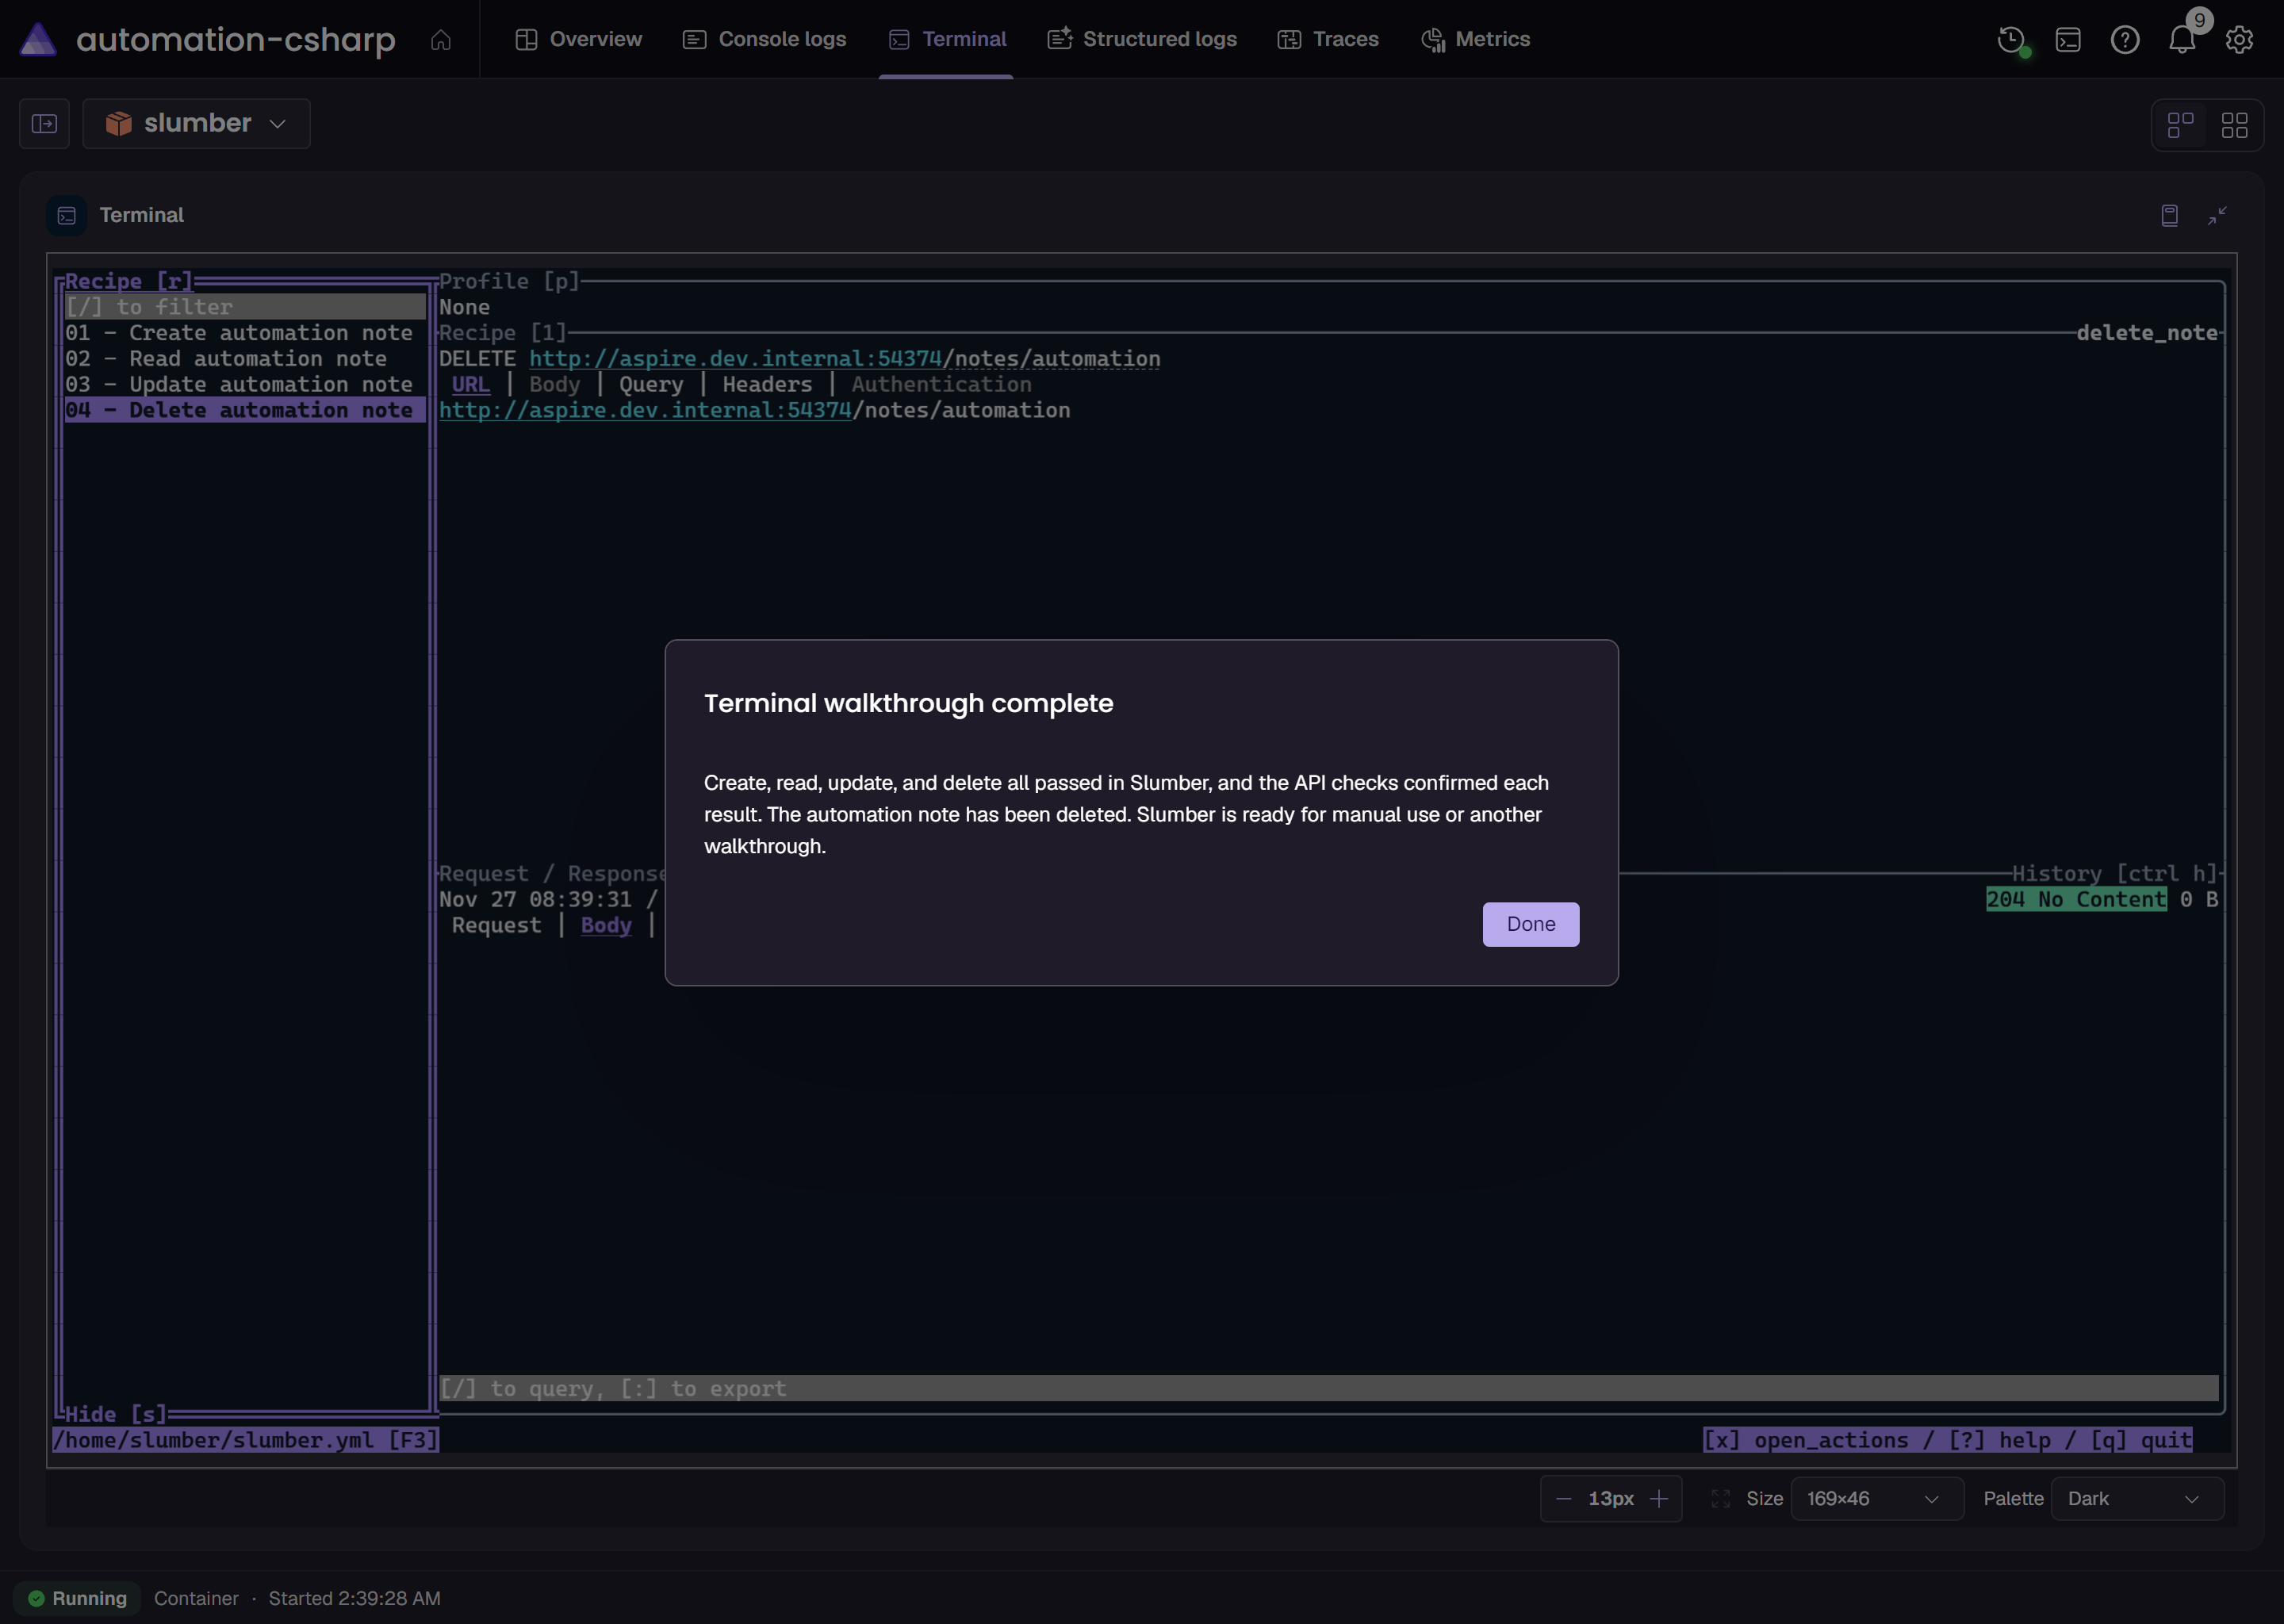 automation-csharp
Overview
Console logs
Terminal
Structured logs
Traces
Metrics
9
slumber
Terminal
Recipe [r]
[/] to filter
01 - Create automation note
02 - Read automation note
03 - Update automation note
04 - Delete automation note
Profile [p]
None
Recipe [1]
delete_note
DELETE http://aspire.dev.internal:54374/notes/automation
URL | Body | Query | Headers | Authentication
http://aspire.dev.internal:54374/notes/automation
Terminal walkthrough complete
Create, read, update, and delete all passed in Slumber, and the API checks confirmed each
result. The automation note has been deleted. Slumber is ready for manual use or another
walkthrough.
Done
Request / Response
History [ctrl h]
Nov 27 08:39:31 /
204 No Content 0 B
Request | Body |
[/] to query, [:] to export
Hide [s]
/home/slumber/slumber.yml [F3]
[x] open_actions / [?] help / [q] quit
13px
Size
169×46
Palette
Dark
Running
Container · Started 2:39:28 AM